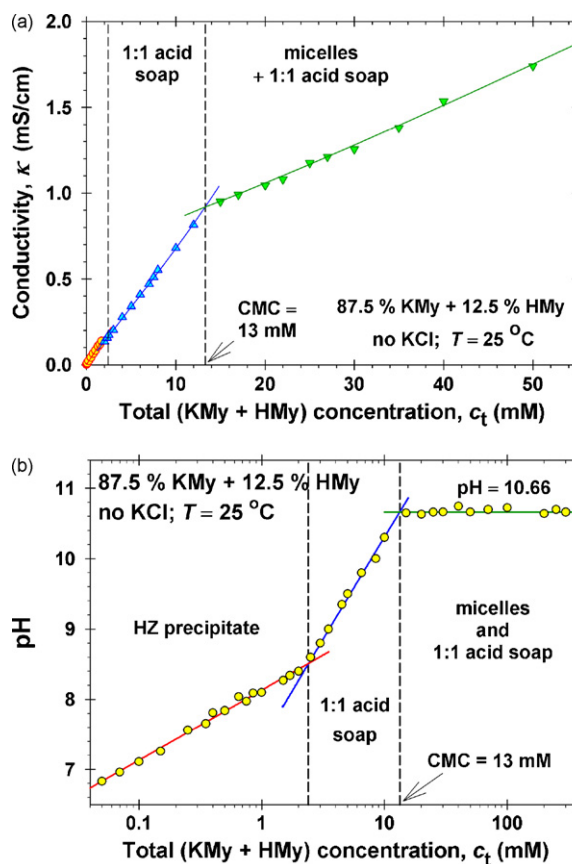 (a)
2.0
1.5
1.0
0.5
0.0
Conductivity, κ (mS/cm)
1:1 acid
soap
micelles
+ 1:1 acid soap
CMC =
13 mM
87.5 % KMy + 12.5 % HMy
no KCl; T = 25 °C
0 10 20 30 40 50
Total (KMy + HMy) concentration, cₜ (mM)
(b)
11
10
9
8
7
pH
87.5 % KMy + 12.5 % HMy
no KCl; T = 25 °C
pH = 10.66
HZ precipitate
1:1 acid
soap
micelles
and
1:1 acid soap
CMC = 13 mM
0.1 1 10 100
Total (KMy + HMy) concentration, cₜ (mM)